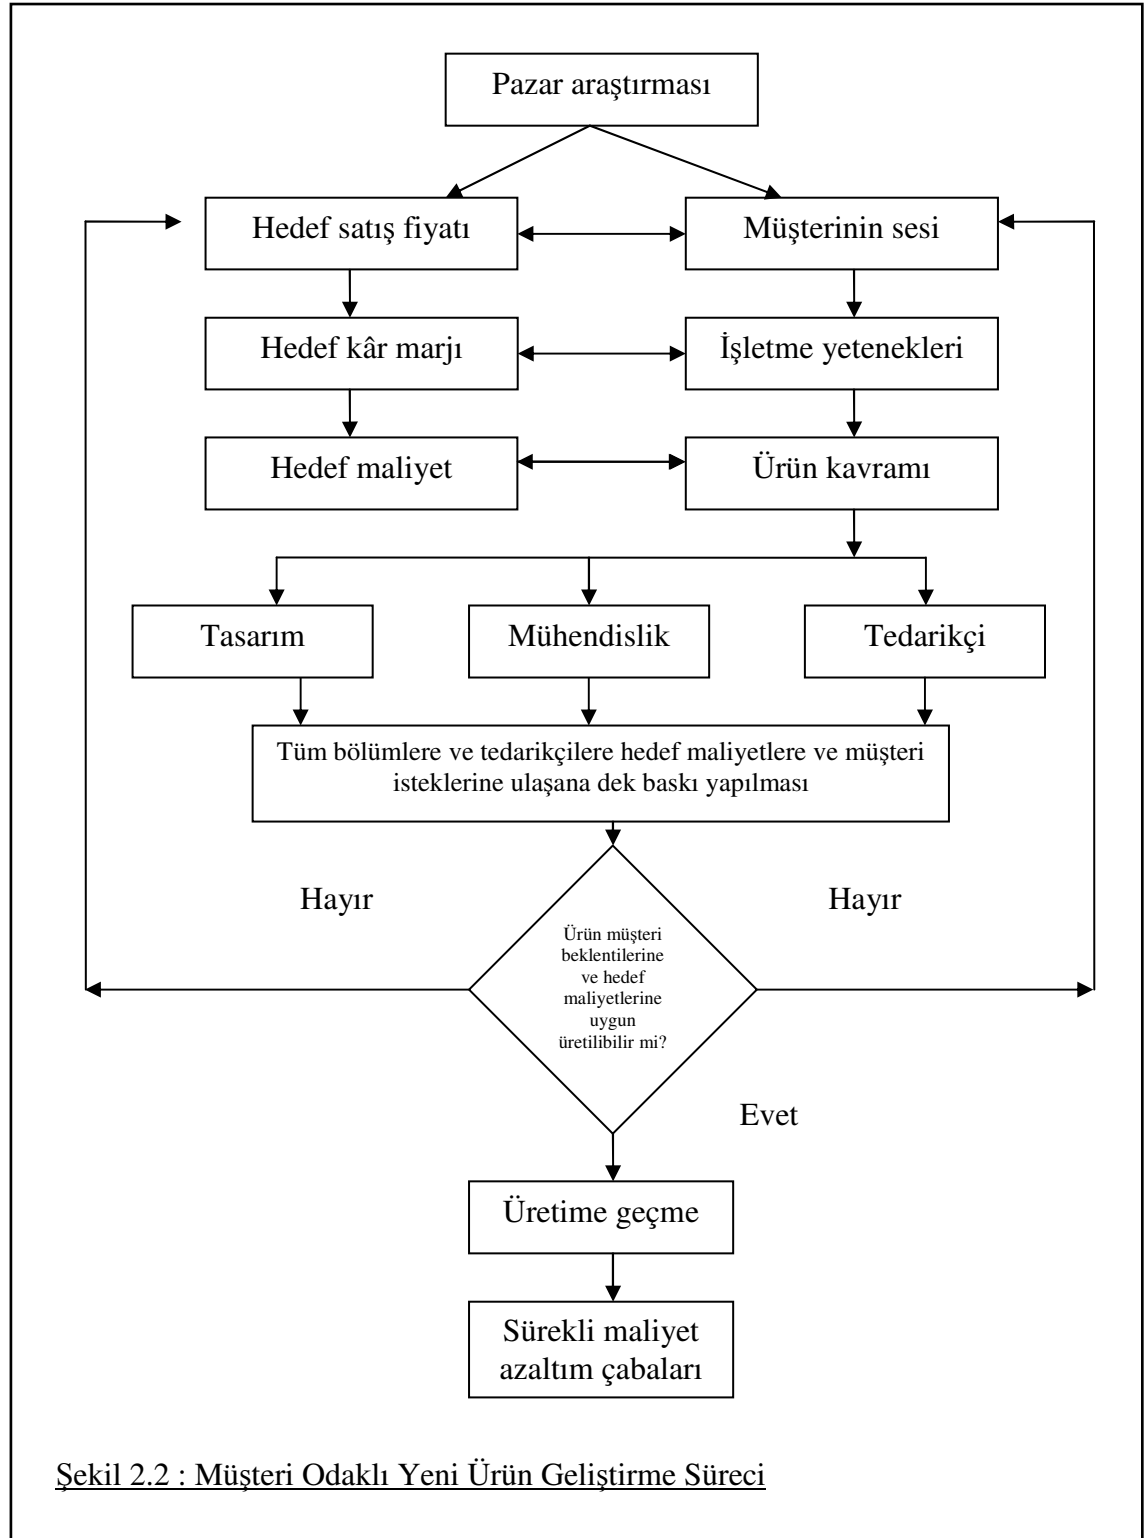 Pazar araştırması
Hedef satış fiyatı
Müşterinin sesi
Hedef kâr marjı
İşletme yetenekleri
Hedef maliyet
Ürün kavramı
Tasarım
Mühendislik
Tedarikçi
Tüm bölümlere ve tedarikçilere hedef maliyetlere ve müşteri
isteklerine ulaşana dek baskı yapılması
Hayır
Hayır
Ürün müşteri
beklentilerine
ve hedef
maliyetlerine
uygun
üretilibilir mi?
Evet
Üretime geçme
Sürekli maliyet
azaltım çabaları
Şekil 2.2 : Müşteri Odaklı Yeni Ürün Geliştirme Süreci